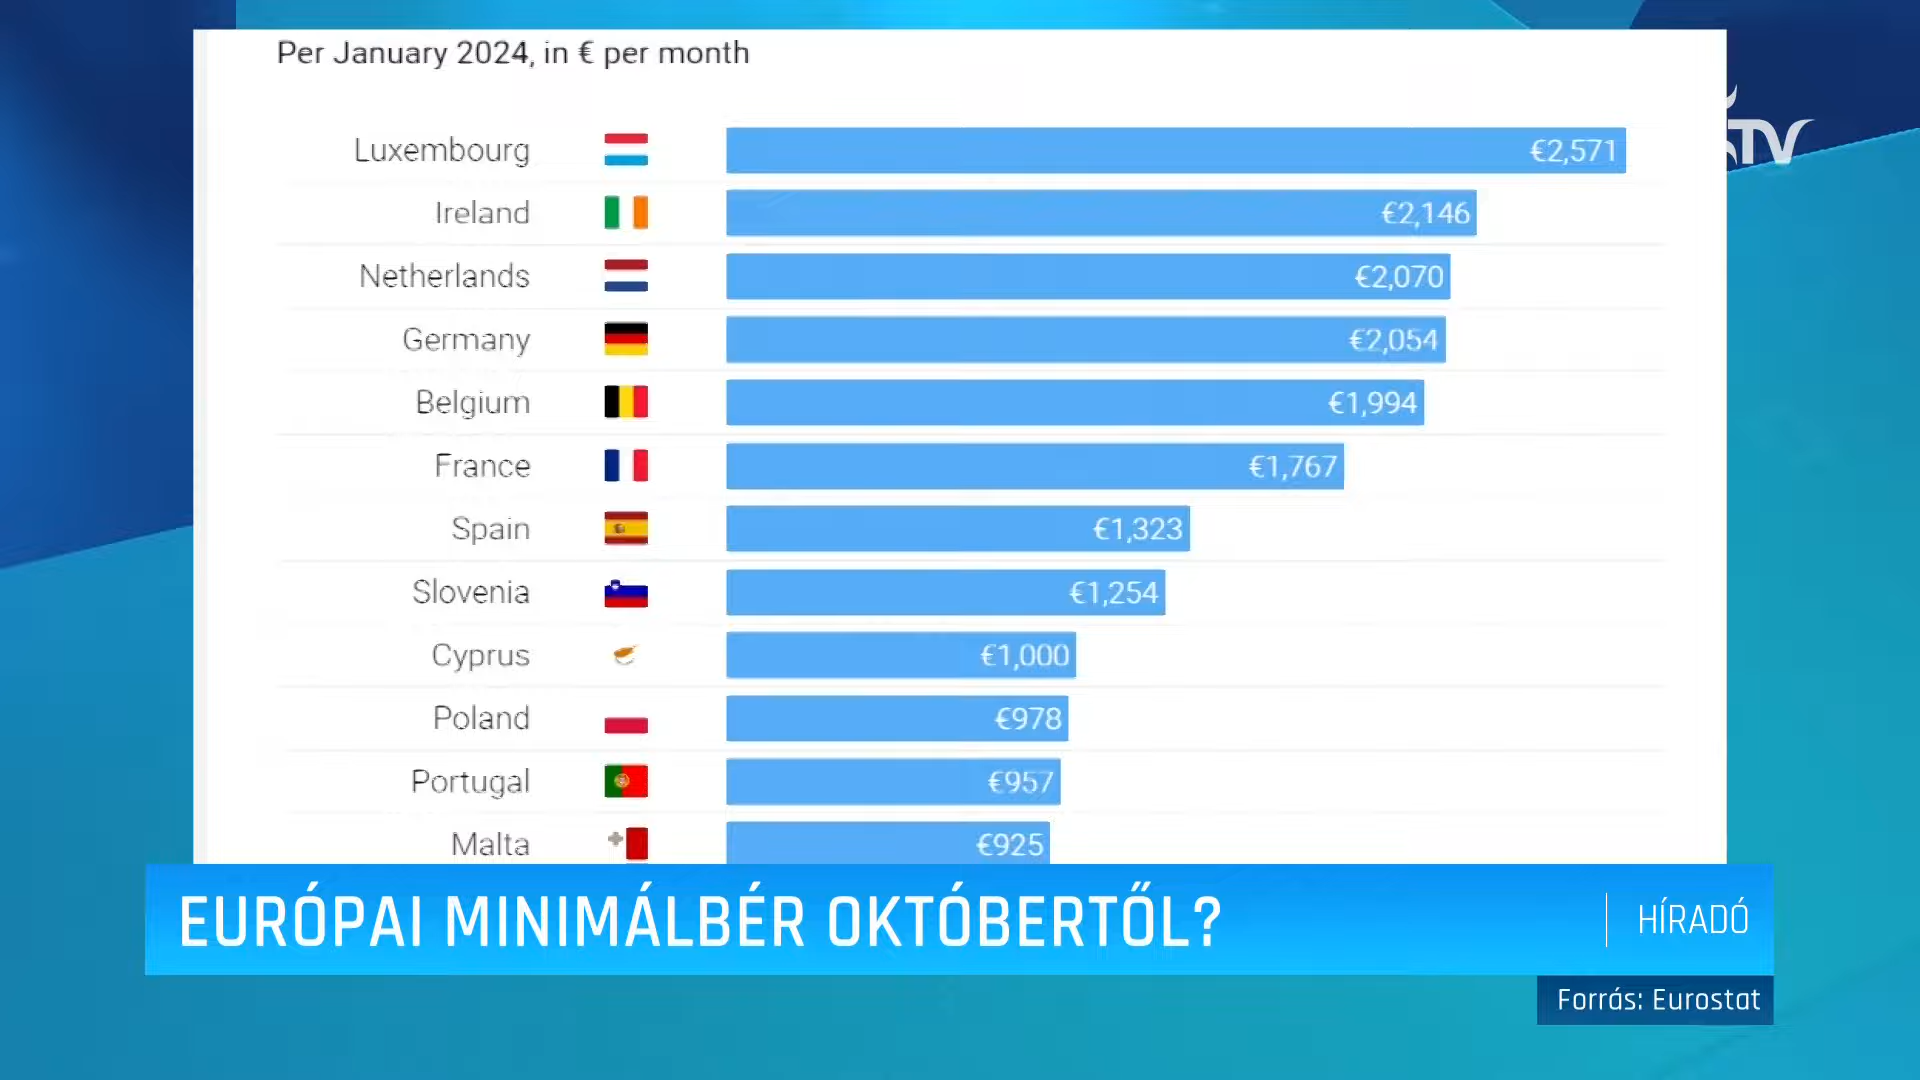 Per January 2024, in € per month
Luxembourg €2,571
Ireland €2,146
Netherlands €2,070
Germany €2,054
Belgium €1,994
France €1,767
Spain €1,323
Slovenia €1,254
Cyprus €1,000
Poland €978
Portugal €957
Malta €925
TV
EURÓPAI MINIMÁLBÉR OKTÓBERTŐL?
HÍRADÓ
Forrás: Eurostat